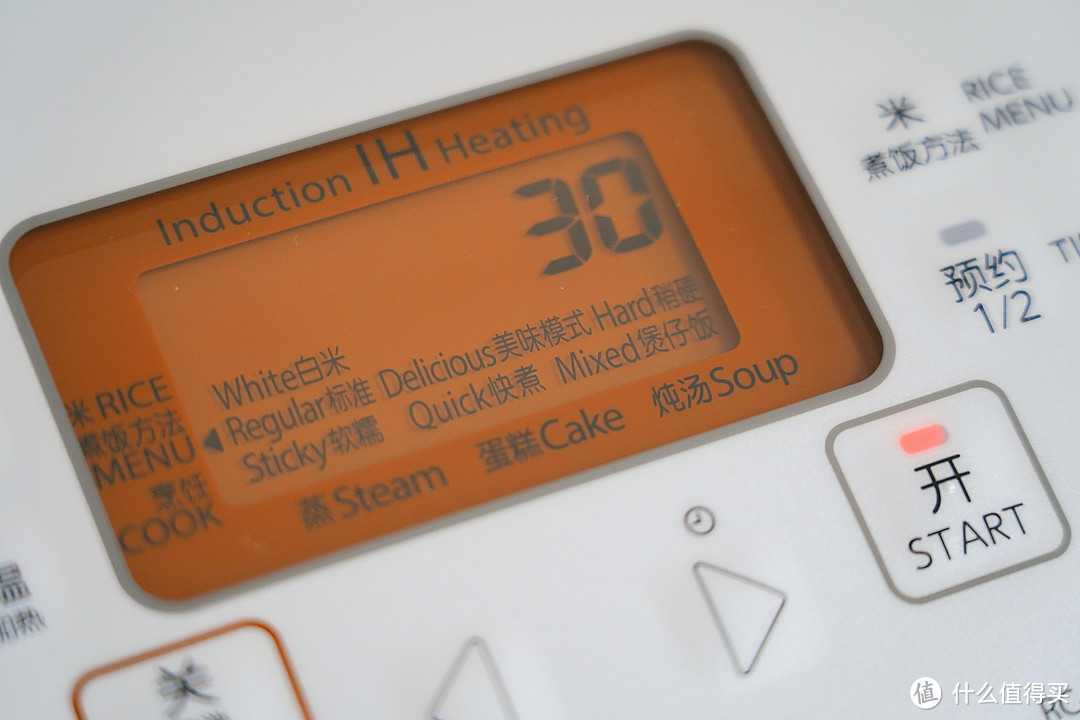 Induction IH Heating
30
White白米
Regular标准 Delicious美味模式 Hard稍硬
Sticky软糯 Quick快煮 Mixed煲仔饭
米 RICE
煮饭方法
MENU
烹饪
COOK
蒸Steam 蛋糕Cake 炖汤Soup
米 RICE
煮饭方法 MENU
预约
1/2
开
START
关
值 什么值得买